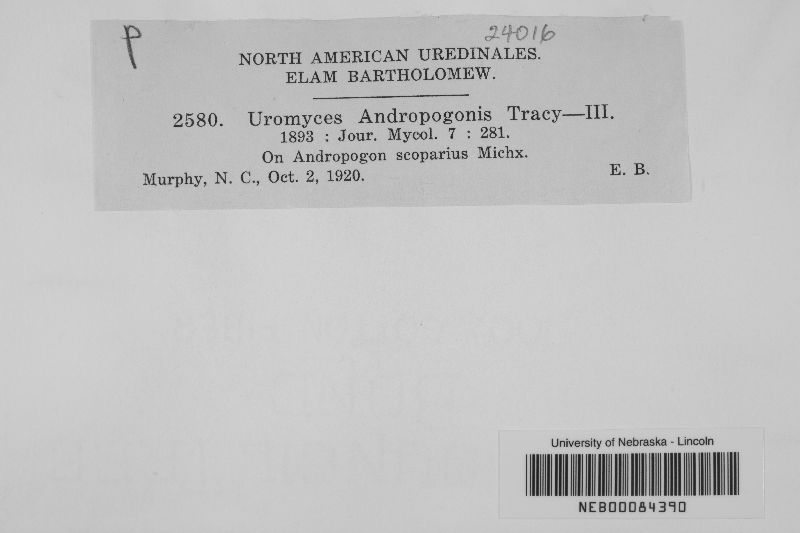 p
24016
NORTH AMERICAN UREDINALES.
ELAM BARTHOLOMEW.
2580. Uromyces Andropogonis Tracy—III.
1893 : Jour. Mycol. 7 : 281.
On Andropogon scoparius Michx.
Murphy, N. C., Oct. 2, 1920. E. B.
University of Nebraska - Lincoln
NEB00084390